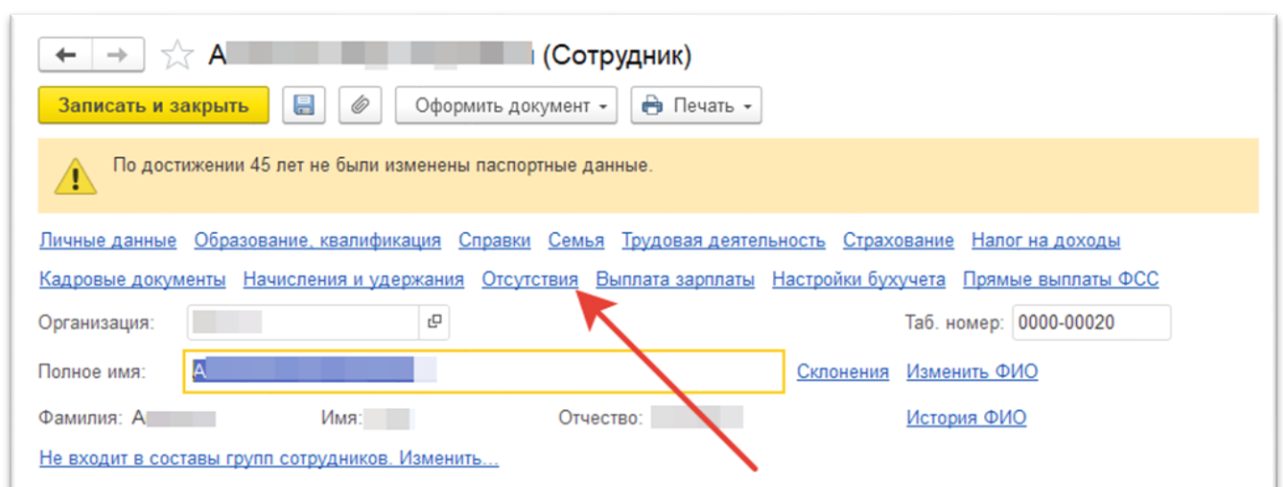 А (Сотрудник)
Записать и закрыть Оформить документ Печать
По достижении 45 лет не были изменены паспортные данные.
Личные данные Образование, квалификация Справки Семья Трудовая деятельность Страхование Налог на доходы
Кадровые документы Начисления и удержания Отсутствия Выплата зарплаты Настройки бухучета Прямые выплаты ФСС
Организация: Таб. номер: 0000-00020
Полное имя: А Склонения Изменить ФИО
Фамилия: А Имя: Отчество: История ФИО
Не входит в составы групп сотрудников. Изменить...